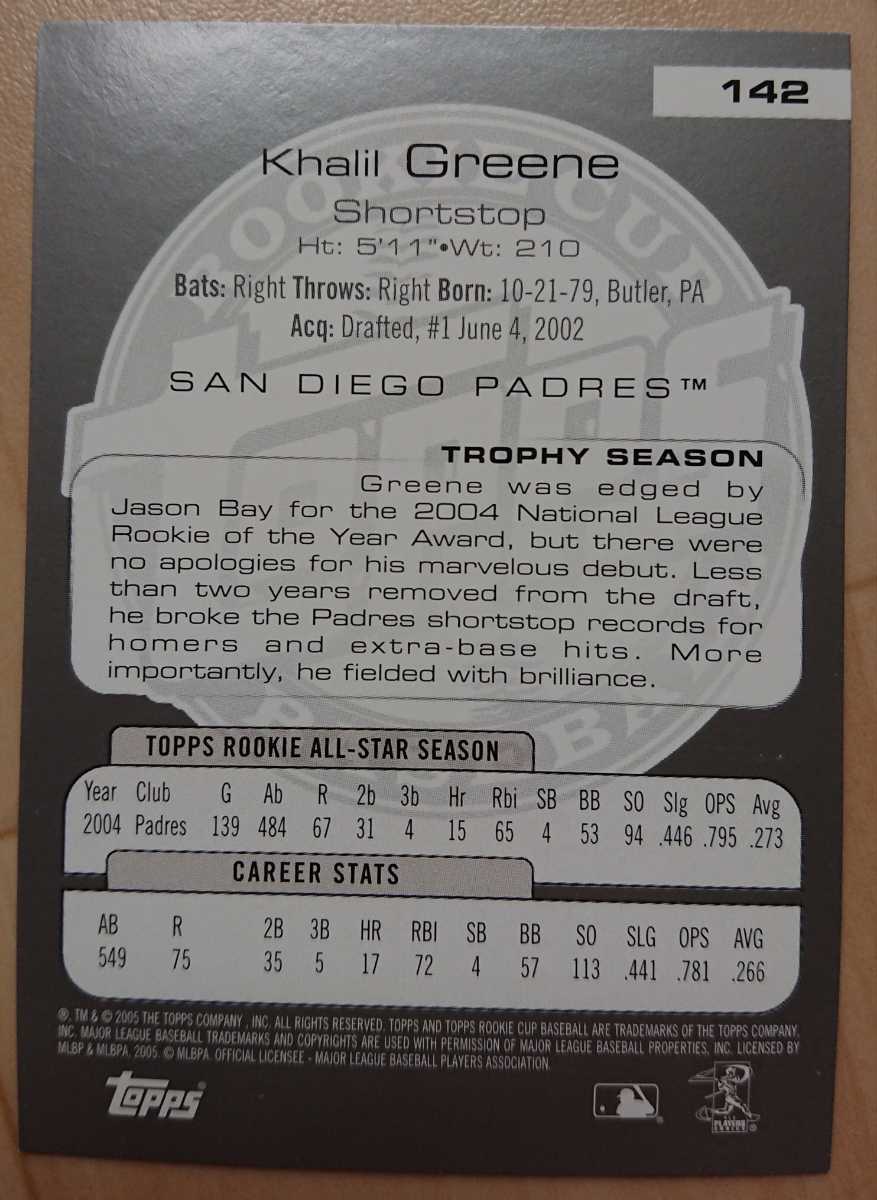 142
Khalil Greene
Shortstop
Ht: 5'11"•Wt: 210
Bats: Right Throws: Right Born: 10-21-79, Butler, PA
Acq: Drafted, #1 June 4, 2002
SAN DIEGO PADRES™
TROPHY SEASON
Greene was edged by
Jason Bay for the 2004 National League
Rookie of the Year Award, but there were
no apologies for his marvelous debut. Less
than two years removed from the draft,
he broke the Padres shortstop records for
homers and extra-base hits. More
importantly, he fielded with brilliance.
TOPPS ROOKIE ALL-STAR SEASON
Year Club G Ab R 2b 3b Hr Rbi SB BB SO Slg OPS Avg
2004 Padres 139 484 67 31 4 15 65 4 53 94 .446 .795 .273
CAREER STATS
AB R 2B 3B HR RBI SB BB SO SLG OPS AVG
549 75 35 5 17 72 4 57 113 .441 .781 .266
®, TM & © 2005 THE TOPPS COMPANY, INC. ALL RIGHTS RESERVED. TOPPS AND TOPPS ROOKIE CUP BASEBALL ARE TRADEMARKS OF THE TOPPS COMPANY,
INC. MAJOR LEAGUE BASEBALL TRADEMARKS AND COPYRIGHTS ARE USED WITH PERMISSION OF MAJOR LEAGUE BASEBALL PROPERTIES, INC. LICENSED BY
MLBP & MLBPA, 2005. © MLBPA. OFFICIAL LICENSEE - MAJOR LEAGUE BASEBALL PLAYERS ASSOCIATION.
Topps®
PLAYERS CHOICE ®